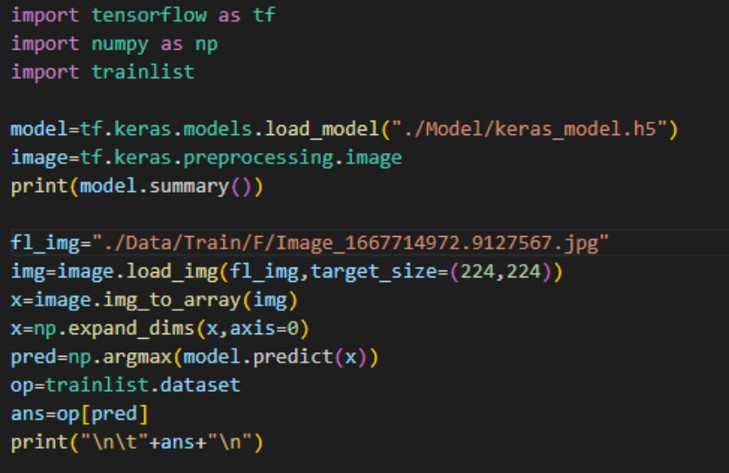 import tensorflow as tf
import numpy as np
import trainlist
model=tf.keras.models.load_model("./Model/keras_model.h5")
image=tf.keras.preprocessing.image
print(model.summary())
fl_img="./Data/Train/F/Image_1667714972.9127567.jpg"
img=image.load_img(fl_img,target_size=(224,224))
x=image.img_to_array(img)
x=np.expand_dims(x,axis=0)
pred=np.argmax(model.predict(x))
op=trainlist.dataset
ans=op[pred]
print("\n\t"+ans+"\n")